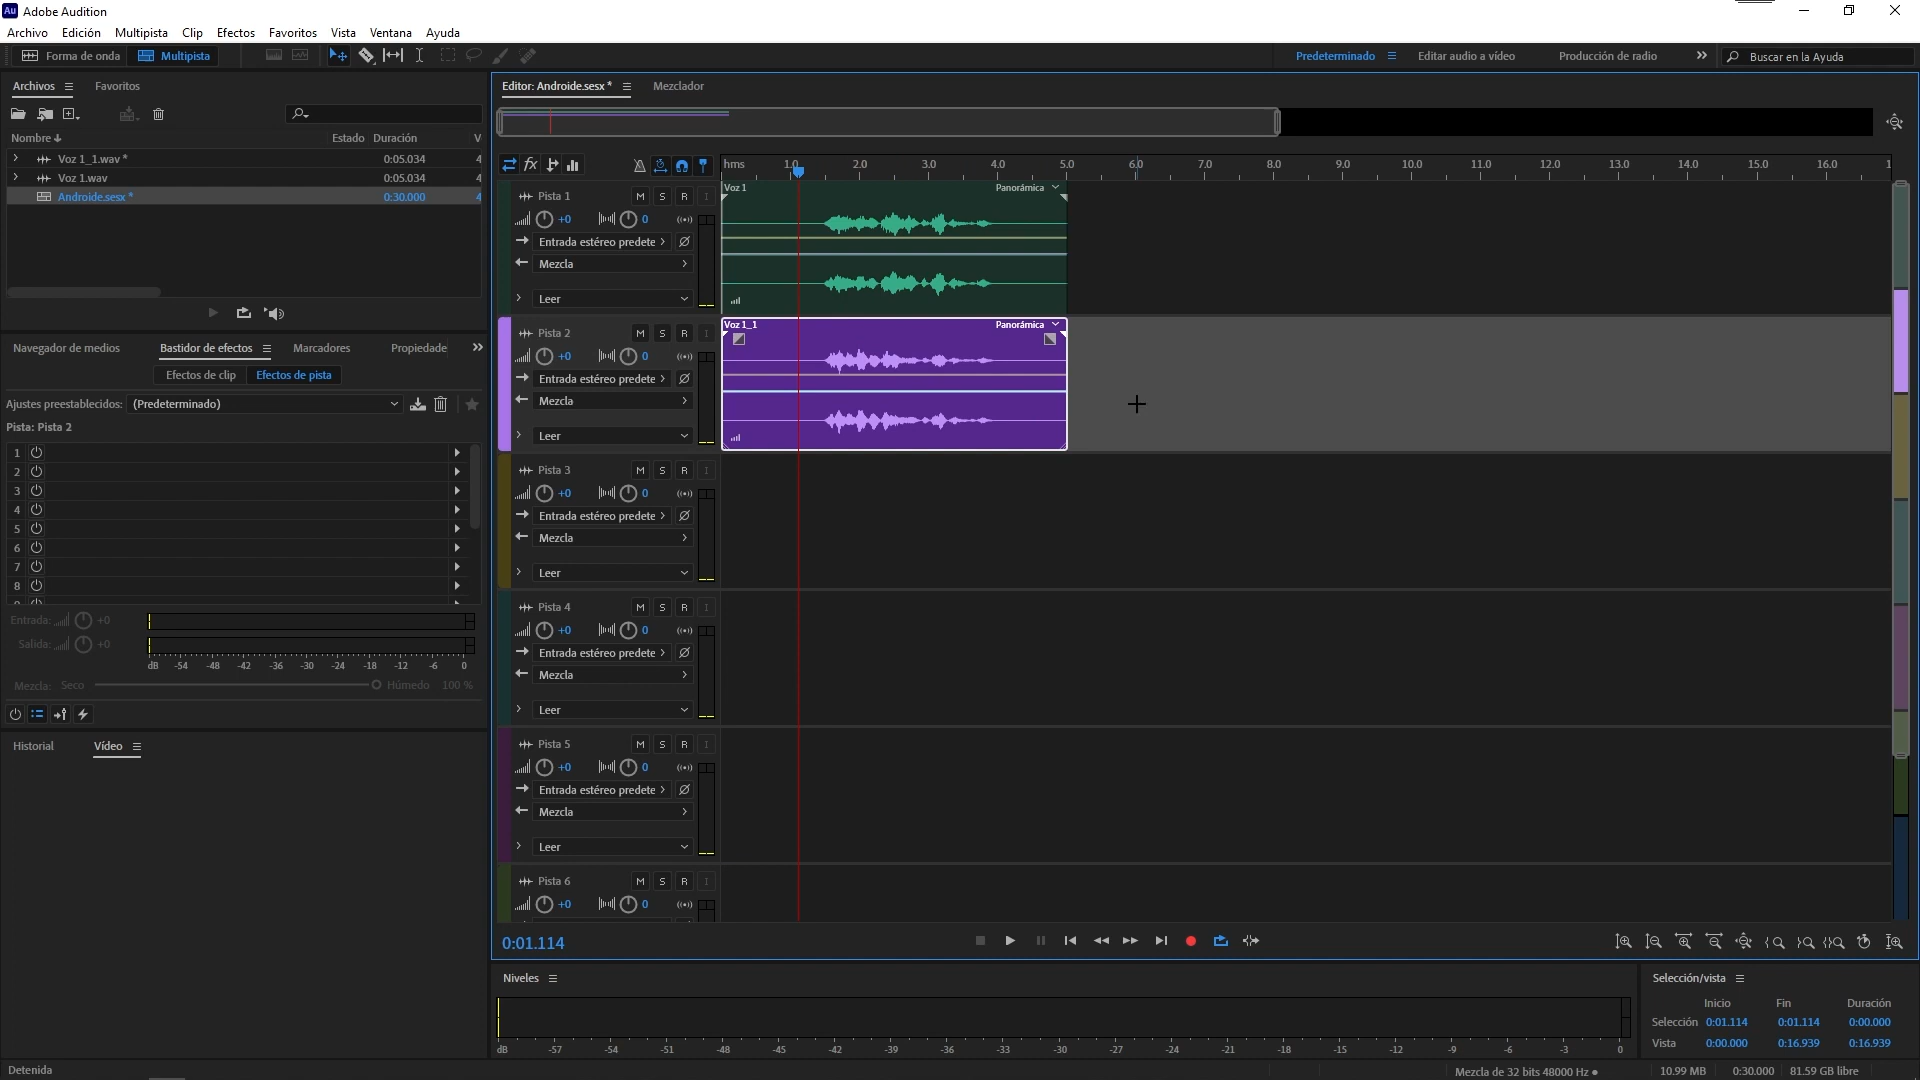 Au Adobe Audition
Archivo Edición Multipista Clip Efectos Favoritos Vista Ventana Ayuda
Forma de onda Multipista Predeterminado Editar audio a vídeo Producción de radio Buscar en la Ayuda
Archivos Favoritos
Nombre Estado Duración V
Voz 1_1.wav * 0:05.034 4
Voz 1.wav 0:05.034 4
Androide.sesx * 0:30.000 4
Navegador de medios Bastidor de efectos Marcadores Propiedade
Efectos de clip Efectos de pista
Ajustes preestablecidos: (Predeterminado)
Pista: Pista 2
1
2
3
4
5
6
7
8
Entrada: +0
Salida: +0
dB -54 -48 -42 -36 -30 -24 -18 -12 -6 0
Mezcla: Seco Húmedo 100 %
Historial Vídeo
Editor: Androide.sesx * Mezclador
fx hms 1.0 2.0 3.0 4.0 5.0 6.0 7.0 8.0 9.0 10.0 11.0 12.0 13.0 14.0 15.0 16.0 1
Pista 1 M S R I
+0 0
Entrada estéreo predete
Mezcla
Leer
Voz 1 Panorámica
Pista 2 M S R I
+0 0
Entrada estéreo predete
Mezcla
Leer
Voz 1_1 Panorámica
Pista 3 M S R I
+0 0
Entrada estéreo predete
Mezcla
Leer
Pista 4 M S R I
+0 0
Entrada estéreo predete
Mezcla
Leer
Pista 5 M S R I
+0 0
Entrada estéreo predete
Mezcla
Leer
Pista 6 M S R I
+0 0
0:01.114
Niveles
dB -57 -54 -51 -48 -45 -42 -39 -36 -33 -30 -27 -24 -21 -18 -15 -12 -9 -6 -3 0
Selección/vista
Inicio Fin Duración
Selección 0:01.114 0:01.114 0:00.000
Vista 0:00.000 0:16.939 0:16.939
Detenida Mezcla de 32 bits 48000 Hz 10.99 MB 0:30.000 81.59 GB libre